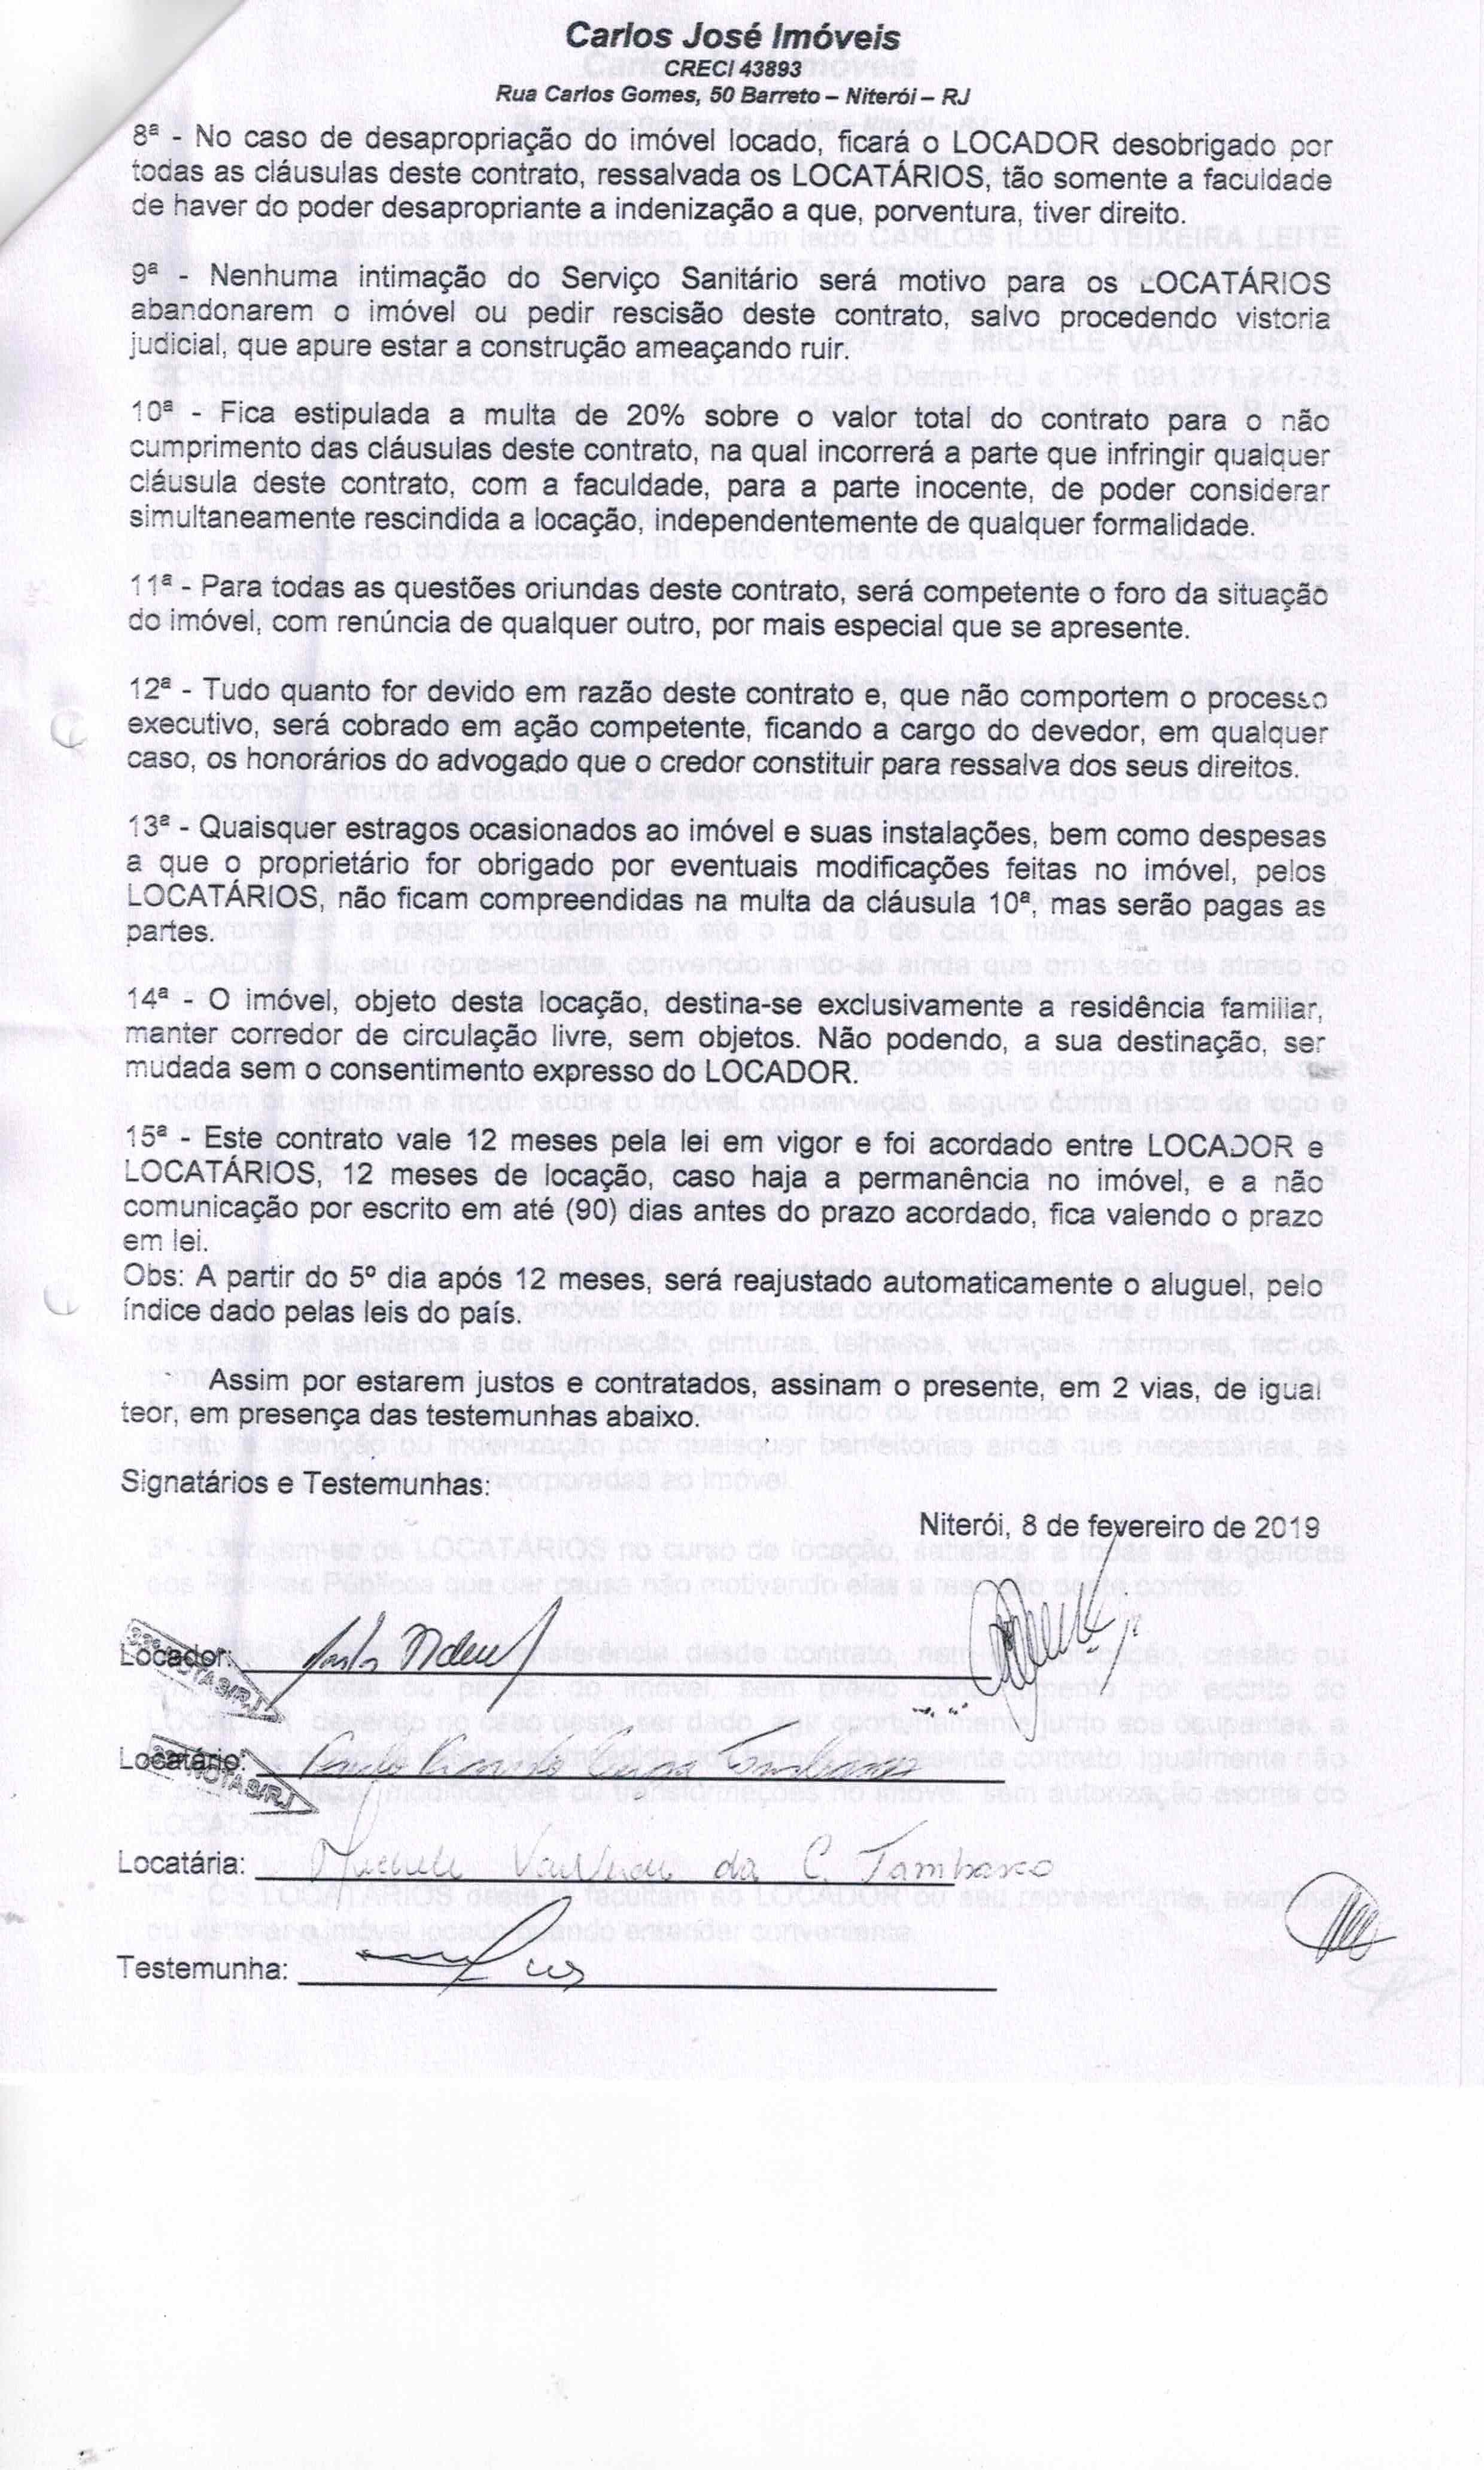 Carlos José Imóveis
CRECI 43893
Rua Carlos Gomes, 50 Barreto – Niterói – RJ
8ª - No caso de desapropriação do imóvel locado, ficará o LOCADOR desobrigado por
todas as cláusulas deste contrato, ressalvada os LOCATÁRIOS, tão somente a faculdade
de haver do poder desapropriante a indenização a que, porventura, tiver direito.
9ª - Nenhuma intimação do Serviço Sanitário será motivo para os LOCATÁRIOS
abandonarem o imóvel ou pedir rescisão deste contrato, salvo procedendo vistoria
judicial, que apure estar a construção ameaçando ruir.
10ª - Fica estipulada a multa de 20% sobre o valor total do contrato para o não
cumprimento das cláusulas deste contrato, na qual incorrerá a parte que infringir qualquer
cláusula deste contrato, com a faculdade, para a parte inocente, de poder considerar
simultaneamente rescindida a locação, independentemente de qualquer formalidade.
11ª - Para todas as questões oriundas deste contrato, será competente o foro da situação
do imóvel, com renúncia de qualquer outro, por mais especial que se apresente.
12ª - Tudo quanto for devido em razão deste contrato e, que não comportem o processo
executivo, será cobrado em ação competente, ficando a cargo do devedor, em qualquer
caso, os honorários do advogado que o credor constituir para ressalva dos seus direitos.
13ª - Quaisquer estragos ocasionados ao imóvel e suas instalações, bem como despesas
a que o proprietário for obrigado por eventuais modificações feitas no imóvel, pelos
LOCATÁRIOS, não ficam compreendidas na multa da cláusula 10ª, mas serão pagas as
partes.
14ª - O imóvel, objeto desta locação, destina-se exclusivamente a residência familiar,
manter corredor de circulação livre, sem objetos. Não podendo, a sua destinação, ser
mudada sem o consentimento expresso do LOCADOR.
15ª - Este contrato vale 12 meses pela lei em vigor e foi acordado entre LOCADOR e
LOCATÁRIOS, 12 meses de locação, caso haja a permanência no imóvel, e a não
comunicação por escrito em até (90) dias antes do prazo acordado, fica valendo o prazo
em lei.
Obs: A partir do 5º dia após 12 meses, será reajustado automaticamente o aluguel, pelo
índice dado pelas leis do país.
Assim por estarem justos e contratados, assinam o presente, em 2 vias, de igual
teor, em presença das testemunhas abaixo.
Signatários e Testemunhas:
Niterói, 8 de fevereiro de 2019
Locador:
Locatário:
Locatária: Michele Valverde da C. Tambasco
Testemunha: